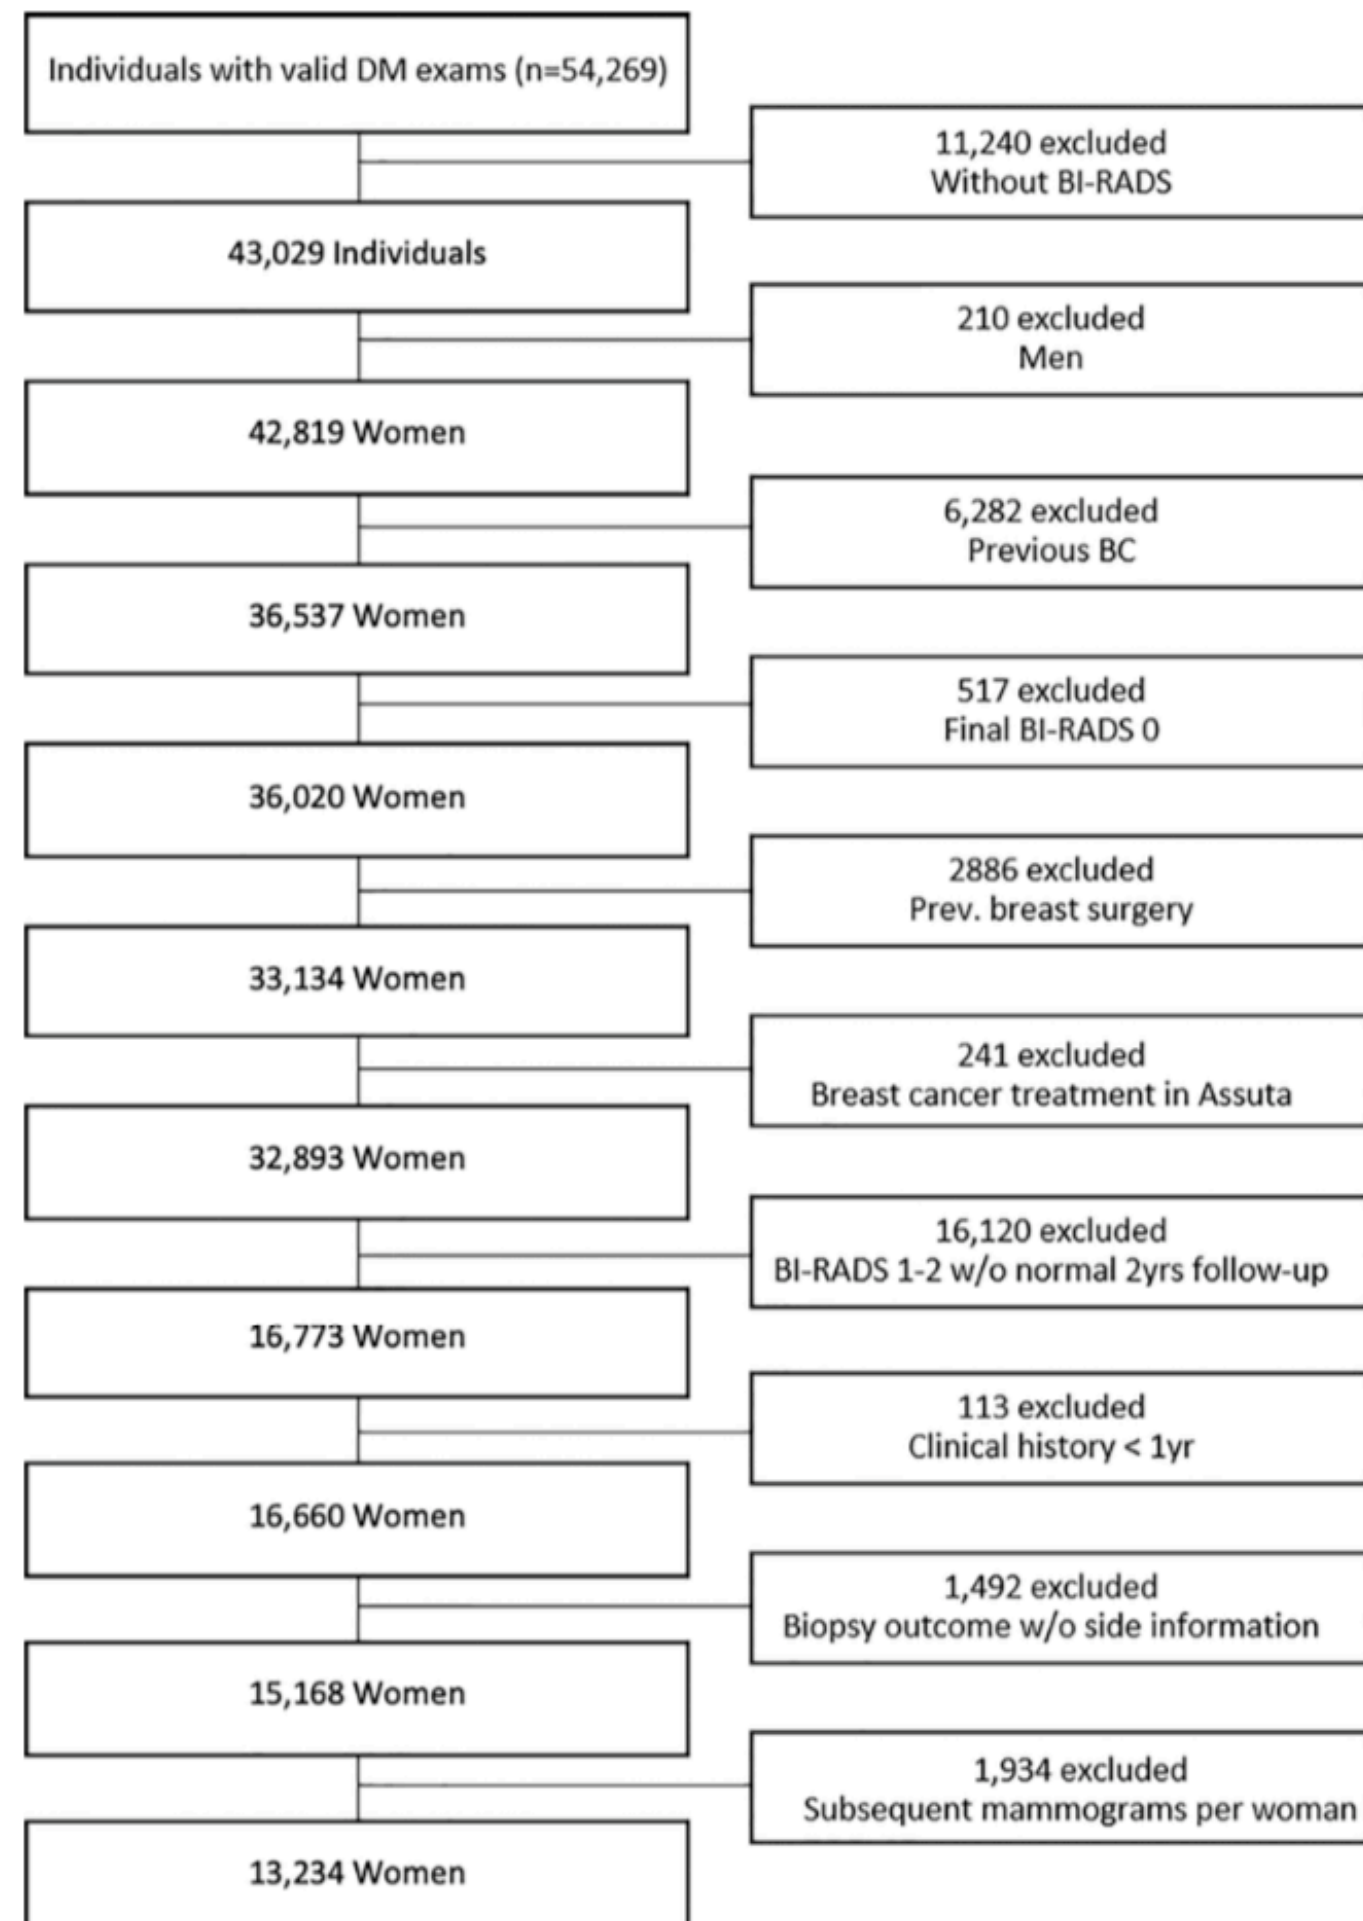 Individuals with valid DM exams (n=54,269)
11,240 excluded
Without BI-RADS
43,029 Individuals
210 excluded
Men
42,819 Women
6,282 excluded
Previous BC
36,537 Women
517 excluded
Final BI-RADS 0
36,020 Women
2886 excluded
Prev. breast surgery
33,134 Women
241 excluded
Breast cancer treatment in Assuta
32,893 Women
16,120 excluded
BI-RADS 1-2 w/o normal 2yrs follow-up
16,773 Women
113 excluded
Clinical history < 1yr
16,660 Women
1,492 excluded
Biopsy outcome w/o side information
15,168 Women
1,934 excluded
Subsequent mammograms per woman
13,234 Women